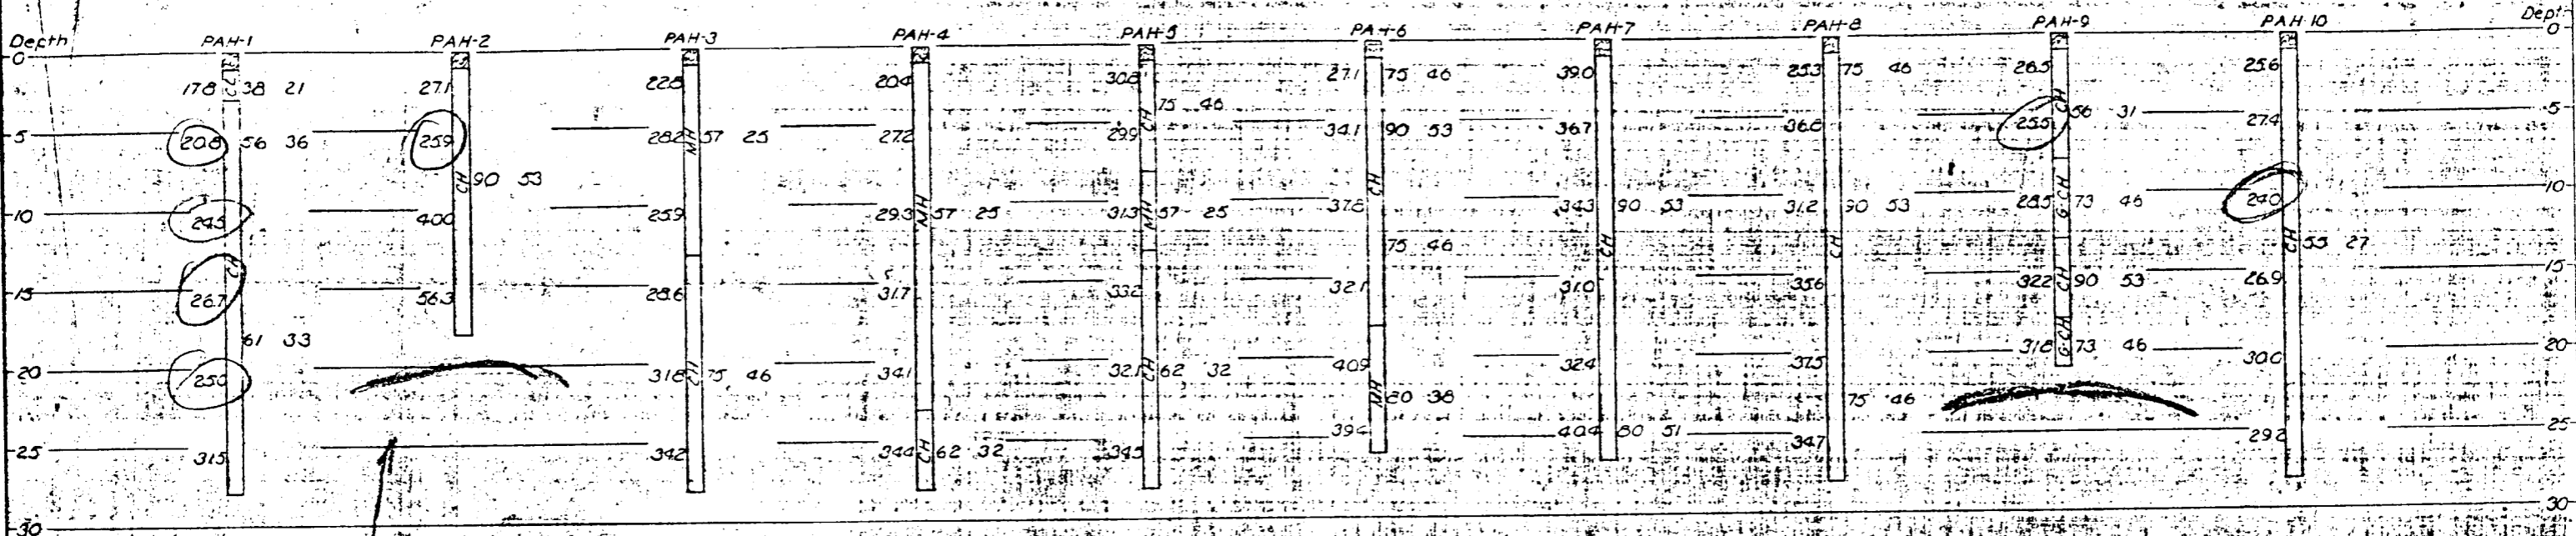 Depth PAH-1 PAH-2 PAH-3 PAH-4 PAH-5 PAH-6 PAH-7 PAH-8 PAH-9 PAH-10 Depth
0 0
17.8 CL 38 21 27.1 22.8 20.4 30.8 27.1 75 46 39.0 25.3 75 46 26.5 25.6
CH 75 46 CH 56 31
5 20.8 56 36 25.9 28.2 MH 57 25 27.2 29.9 34.1 90 53 36.7 36.8 25.5 27.4 5
CH 90 53 CH
10 24.5 40.0 25.9 29.3 MH 57 25 31.3 MH 57 25 37.8 34.3 90 53 31.2 90 53 28.5 G-CH 73 46 24.0 10
CH 75 46 CH CH CH 55 27
15 26.7 56.3 28.6 31.7 33.2 32.1 31.0 35.6 32.2 CH 90 53 26.9 15
61 33
20 25.0 31.8 CH 75 46 34.1 32.1 CH 62 32 40.9 32.4 37.5 31.8 G-CH 73 46 30.0 20
MH 80 38 75 46
25 31.5 34.2 34.4 CH 62 32 34.5 39.4 40.4 80 51 34.7 29.2 25
30 30